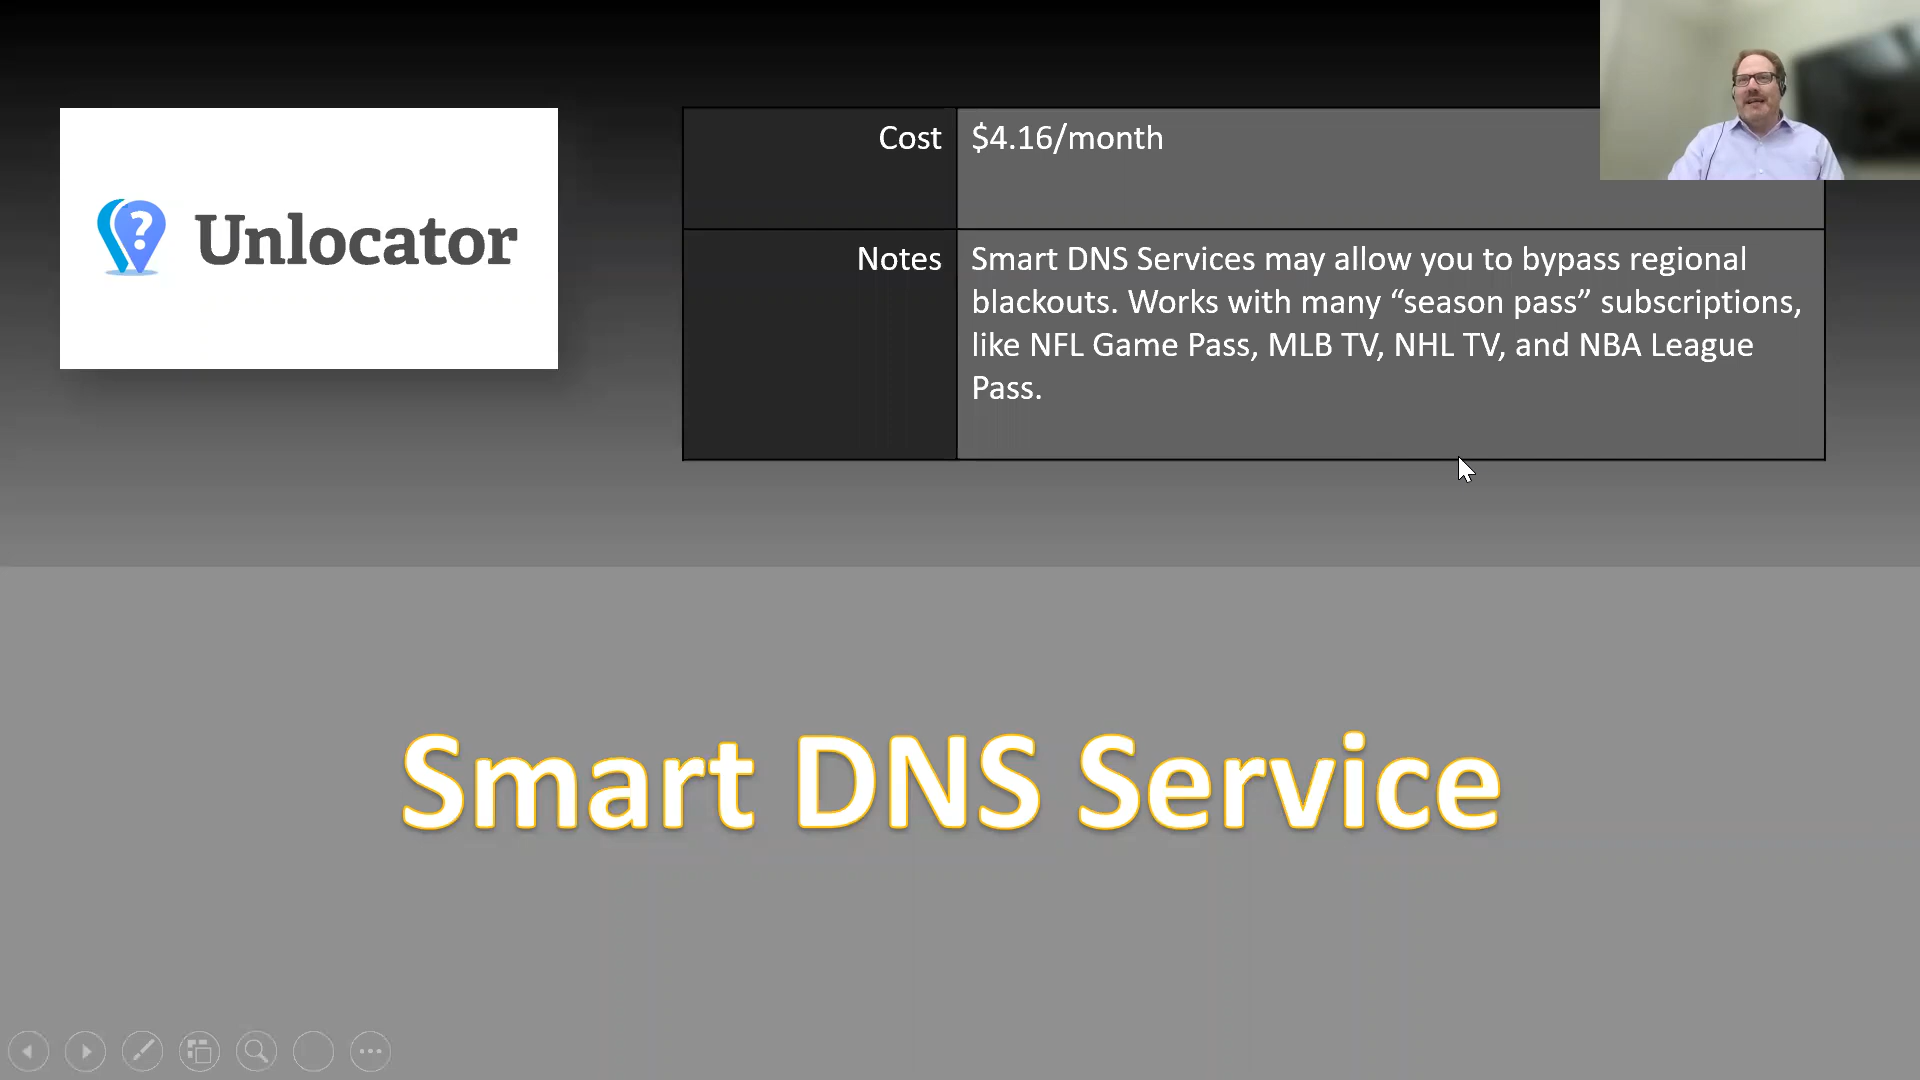 Unlocator
Cost
$4.16/month
Notes
Smart DNS Services may allow you to bypass regional
blackouts. Works with many “season pass” subscriptions,
like NFL Game Pass, MLB TV, NHL TV, and NBA League
Pass.
Smart DNS Service